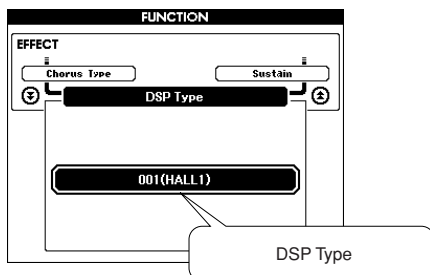 FUNCTION
EFFECT
Chorus Type
Sustain
DSP Type
001(HALL1)
DSP Type